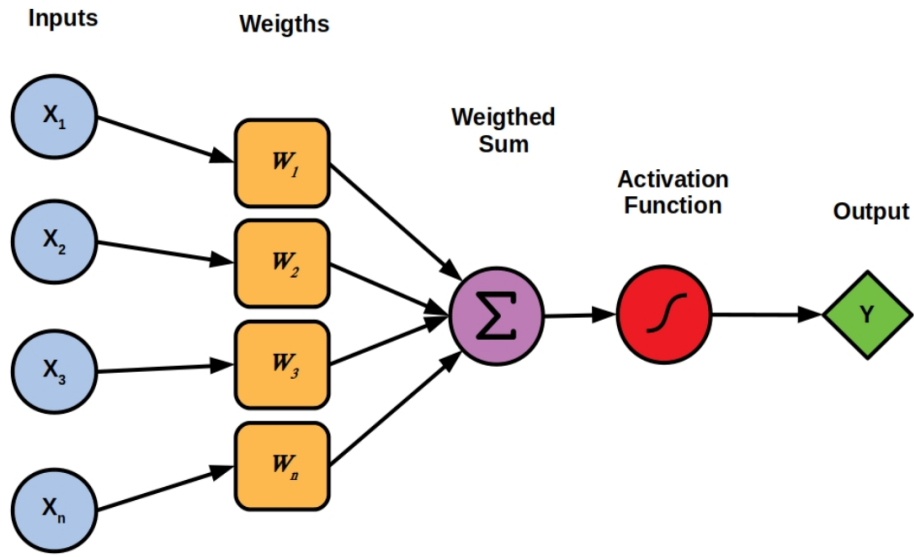 Inputs
Weigths
Weigthed
Sum
Activation
Function
Output
X1
X2
X3
Xn
W1
W2
W3
Wn
Σ
Y